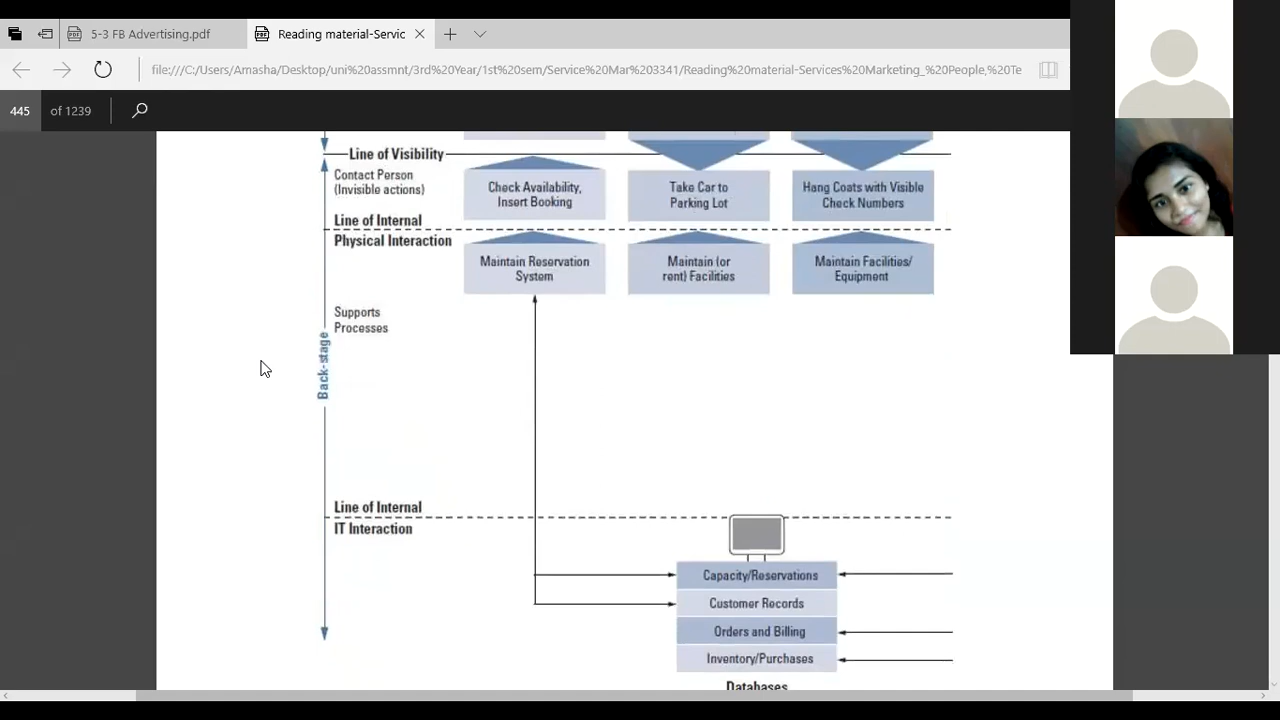 5-3 FB Advertising.pdf
Reading material-Servic
file:///C:/Users/Amasha/Desktop/uni%20assmnt/3rd%20Year/1st%20sem/Service%20Mar%203341/Reading%20material-Services%20Marketing_%20People,%20Te
445 of 1239
Line of Visibility
Contact Person
(Invisible actions)
Check Availability,
Insert Booking
Take Car to
Parking Lot
Hang Coats with Visible
Check Numbers
Line of Internal
Physical Interaction
Maintain Reservation
System
Maintain (or
rent) Facilities
Maintain Facilities/
Equipment
Supports
Processes
Back-stage
Line of Internal
IT Interaction
Capacity/Reservations
Customer Records
Orders and Billing
Inventory/Purchases
Databases